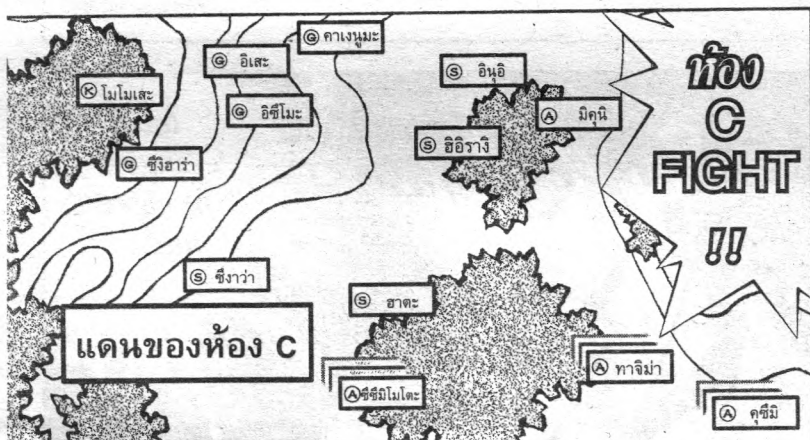 Ⓖ คาเงนูมะ
Ⓖ อิเสะ
Ⓢ อินุอิ
Ⓚ โมโมเสะ
Ⓖ อิซึโมะ
Ⓐ มิคุนิ
Ⓢ ฮิอิรางิ
Ⓖ ซึงิฮาร่า
ห้อง
C
FIGHT
!!
Ⓢ ซึงาว่า
Ⓢ ฮาตะ
แดนของห้อง C
Ⓐ ทาจิม่า
Ⓐ ซึซึมิโมโตะ
Ⓐ คุซึมิ